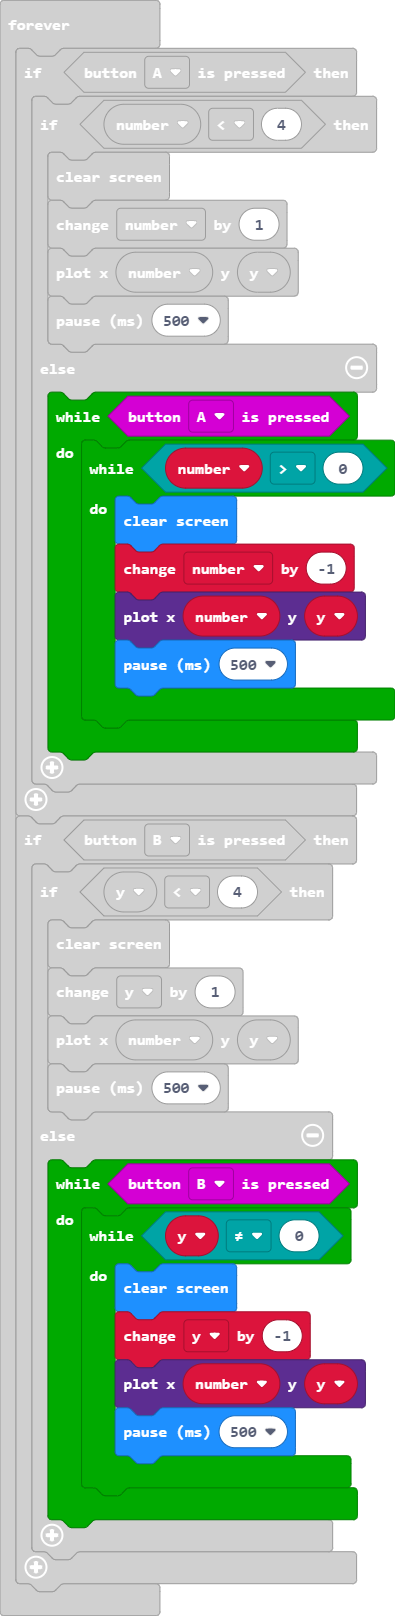 forever
if button A is pressed then
if number < 4 then
clear screen
change number by 1
plot x number y y
pause (ms) 500
else
while button A is pressed
do
while number > 0
do
clear screen
change number by -1
plot x number y y
pause (ms) 500
if button B is pressed then
if y < 4 then
clear screen
change y by 1
plot x number y y
pause (ms) 500
else
while button B is pressed
do
while y ≠ 0
do
clear screen
change y by -1
plot x number y y
pause (ms) 500